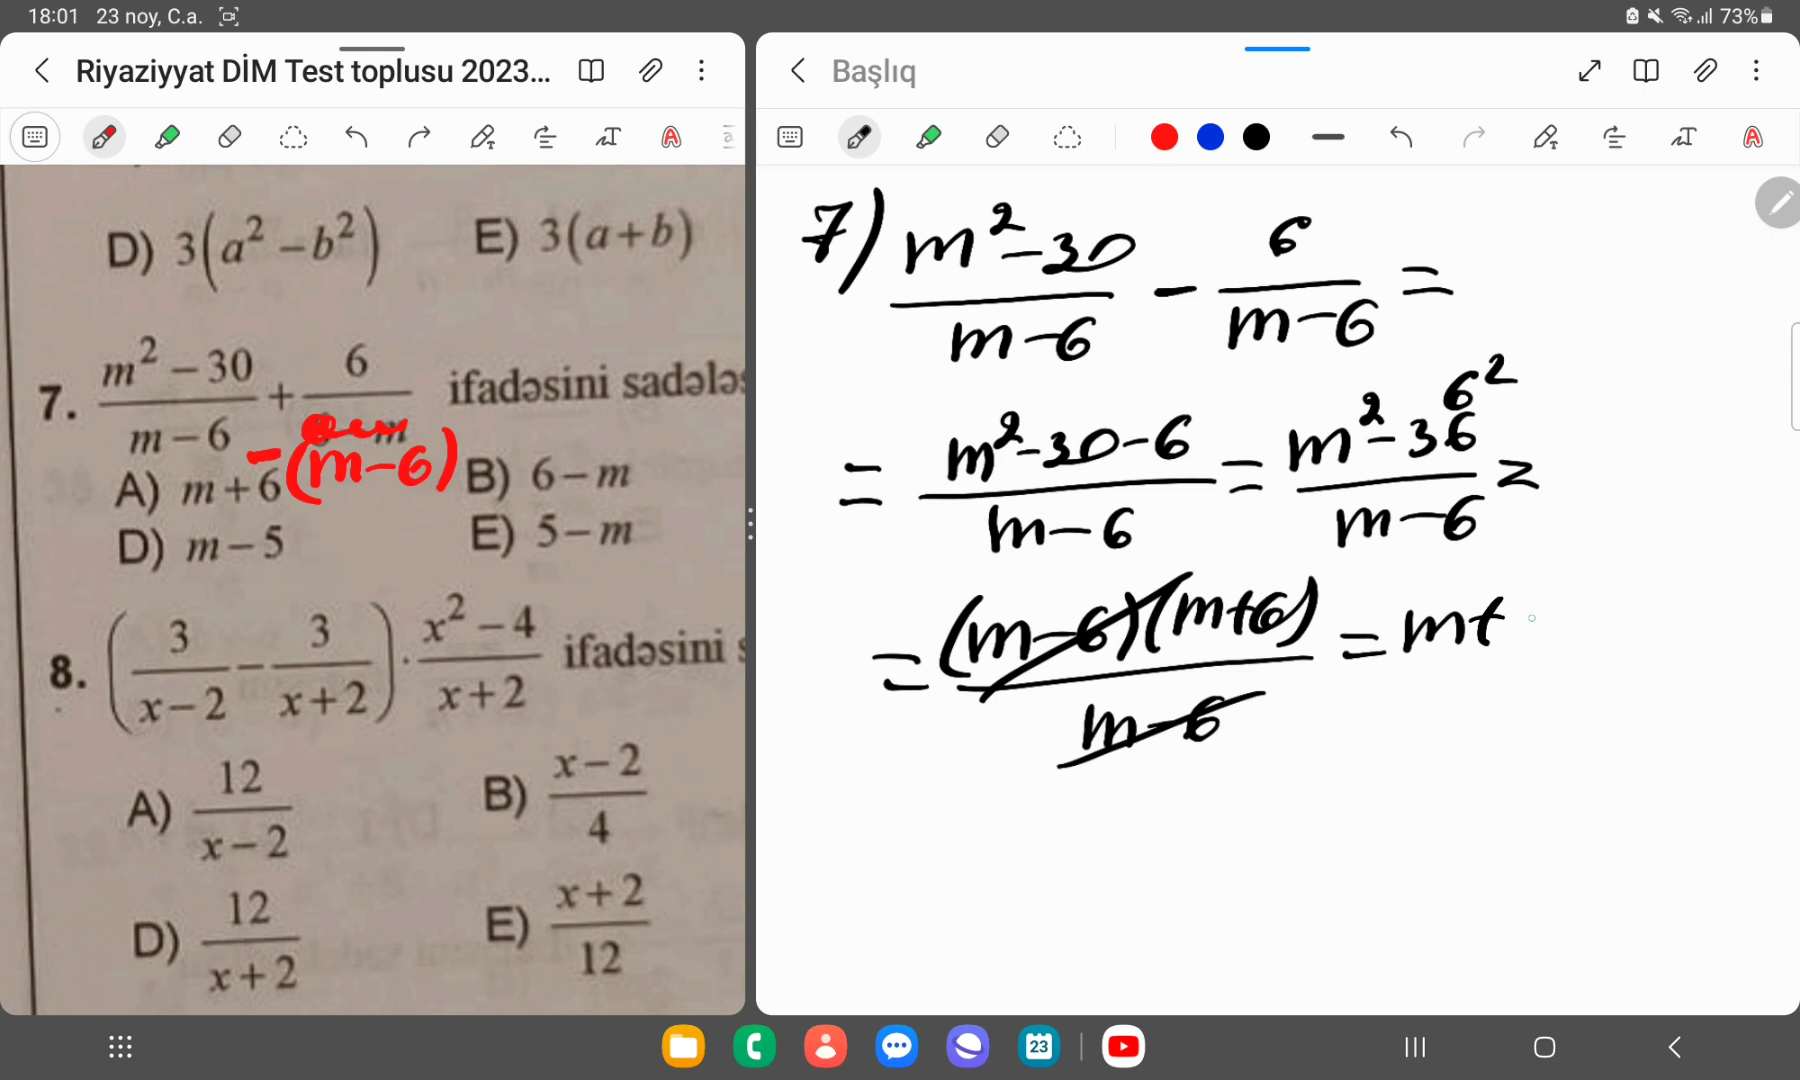 18:01 23 noy, C.a. 73%
Riyaziyyat DİM Test toplusu 2023...
D) 3(a² − b²) E) 3(a+b)
7. (m² − 30)/(m − 6) + 6/ m ifadəsini sadələş
−(m−6)
A) m+6 B) 6−m
D) m−5 E) 5−m
8. (3/(x−2) − 3/(x+2)) · (x²−4)/(x+2) ifadəsini s
A) 12/(x−2) B) (x−2)/4
D) 12/(x+2) E) (x+2)/12
Başlıq
7) (m²−30)/(m−6) − 6/(m−6) =
6²
= (m²−30−6)/(m−6) = (m²−36)/(m−6) =
= (m−6)(m+6)/(m−6) = m+
23